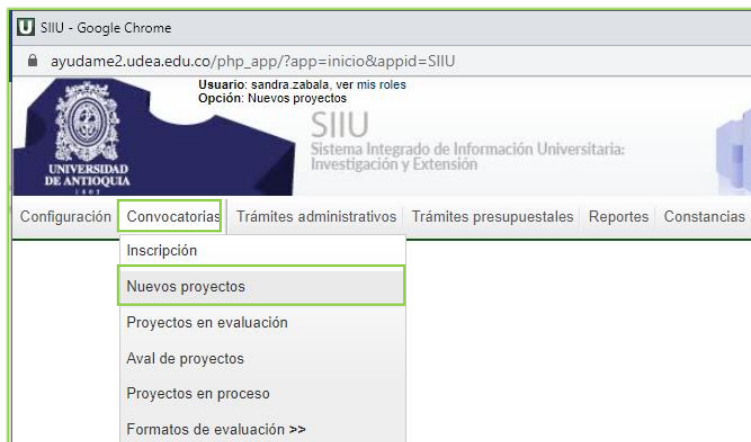 SIIU - Google Chrome
ayudame2.udea.edu.co/php_app/?app=inicio&appid=SIIU
Usuario: sandra.zabala, ver mis roles
Opción: Nuevos proyectos
SIIU
Sistema Integrado de Información Universitaria:
Investigación y Extensión
UNIVERSIDAD
DE ANTIOQUIA
1803
Configuración Convocatorias Trámites administrativos Trámites presupuestales Reportes Constancias
Inscripción
Nuevos proyectos
Proyectos en evaluación
Aval de proyectos
Proyectos en proceso
Formatos de evaluación >>